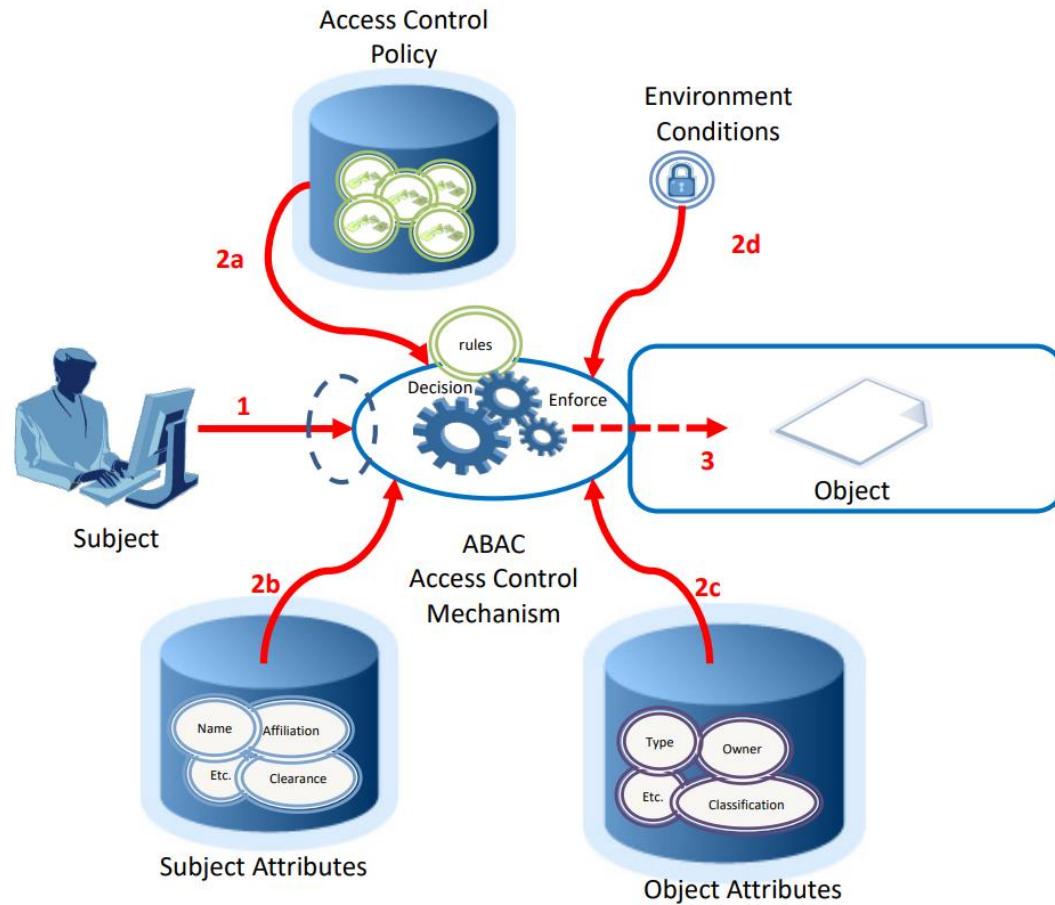 Access Control
Policy
Environment
Conditions
2a
2d
rules
Decision
Enforce
1
3
Subject
Object
ABAC
Access Control
Mechanism
2b
2c
Name
Affiliation
Etc.
Clearance
Type
Owner
Etc.
Classification
Subject Attributes
Object Attributes